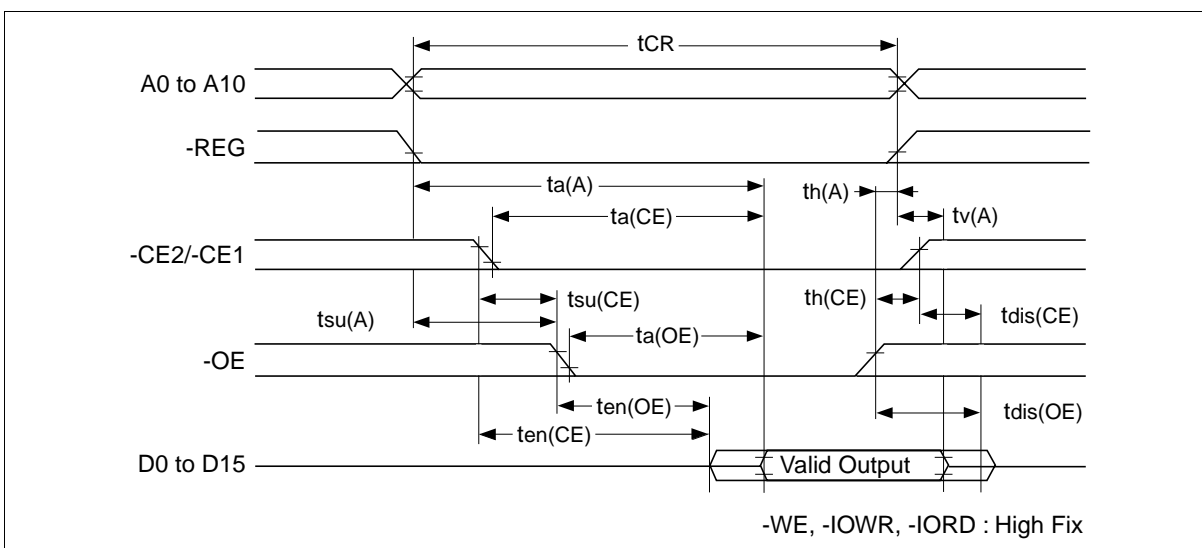 tCR
A0 to A10
-REG
ta(A)
th(A)
ta(CE)
tv(A)
-CE2/-CE1
tsu(CE)
th(CE)
tsu(A)
tdis(CE)
ta(OE)
-OE
ten(OE)
tdis(OE)
ten(CE)
D0 to D15
Valid Output
-WE, -IOWR, -IORD : High Fix